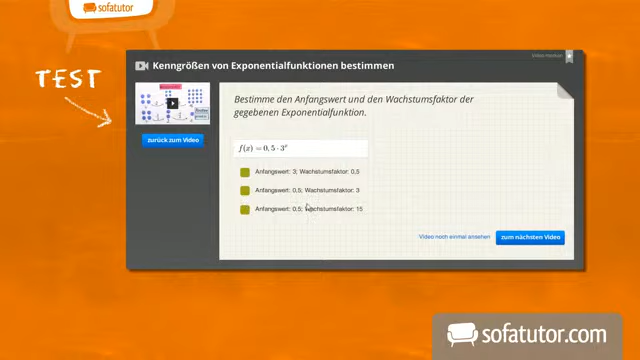 sofatutor
TEST
Kenngrößen von Exponentialfunktionen bestimmen
Bestimme den Anfangswert und den Wachstumsfaktor der
gegebenen Exponentialfunktion.
f(x) = 0,5 · 3ˣ
Anfangswert: 3; Wachstumsfaktor: 0,5
Anfangswert: 0,5; Wachstumsfaktor: 3
Anfangswert: 0,5; Wachstumsfaktor: 15
zurück zum Video
Video noch einmal ansehen
zum nächsten Video
sofatutor.com